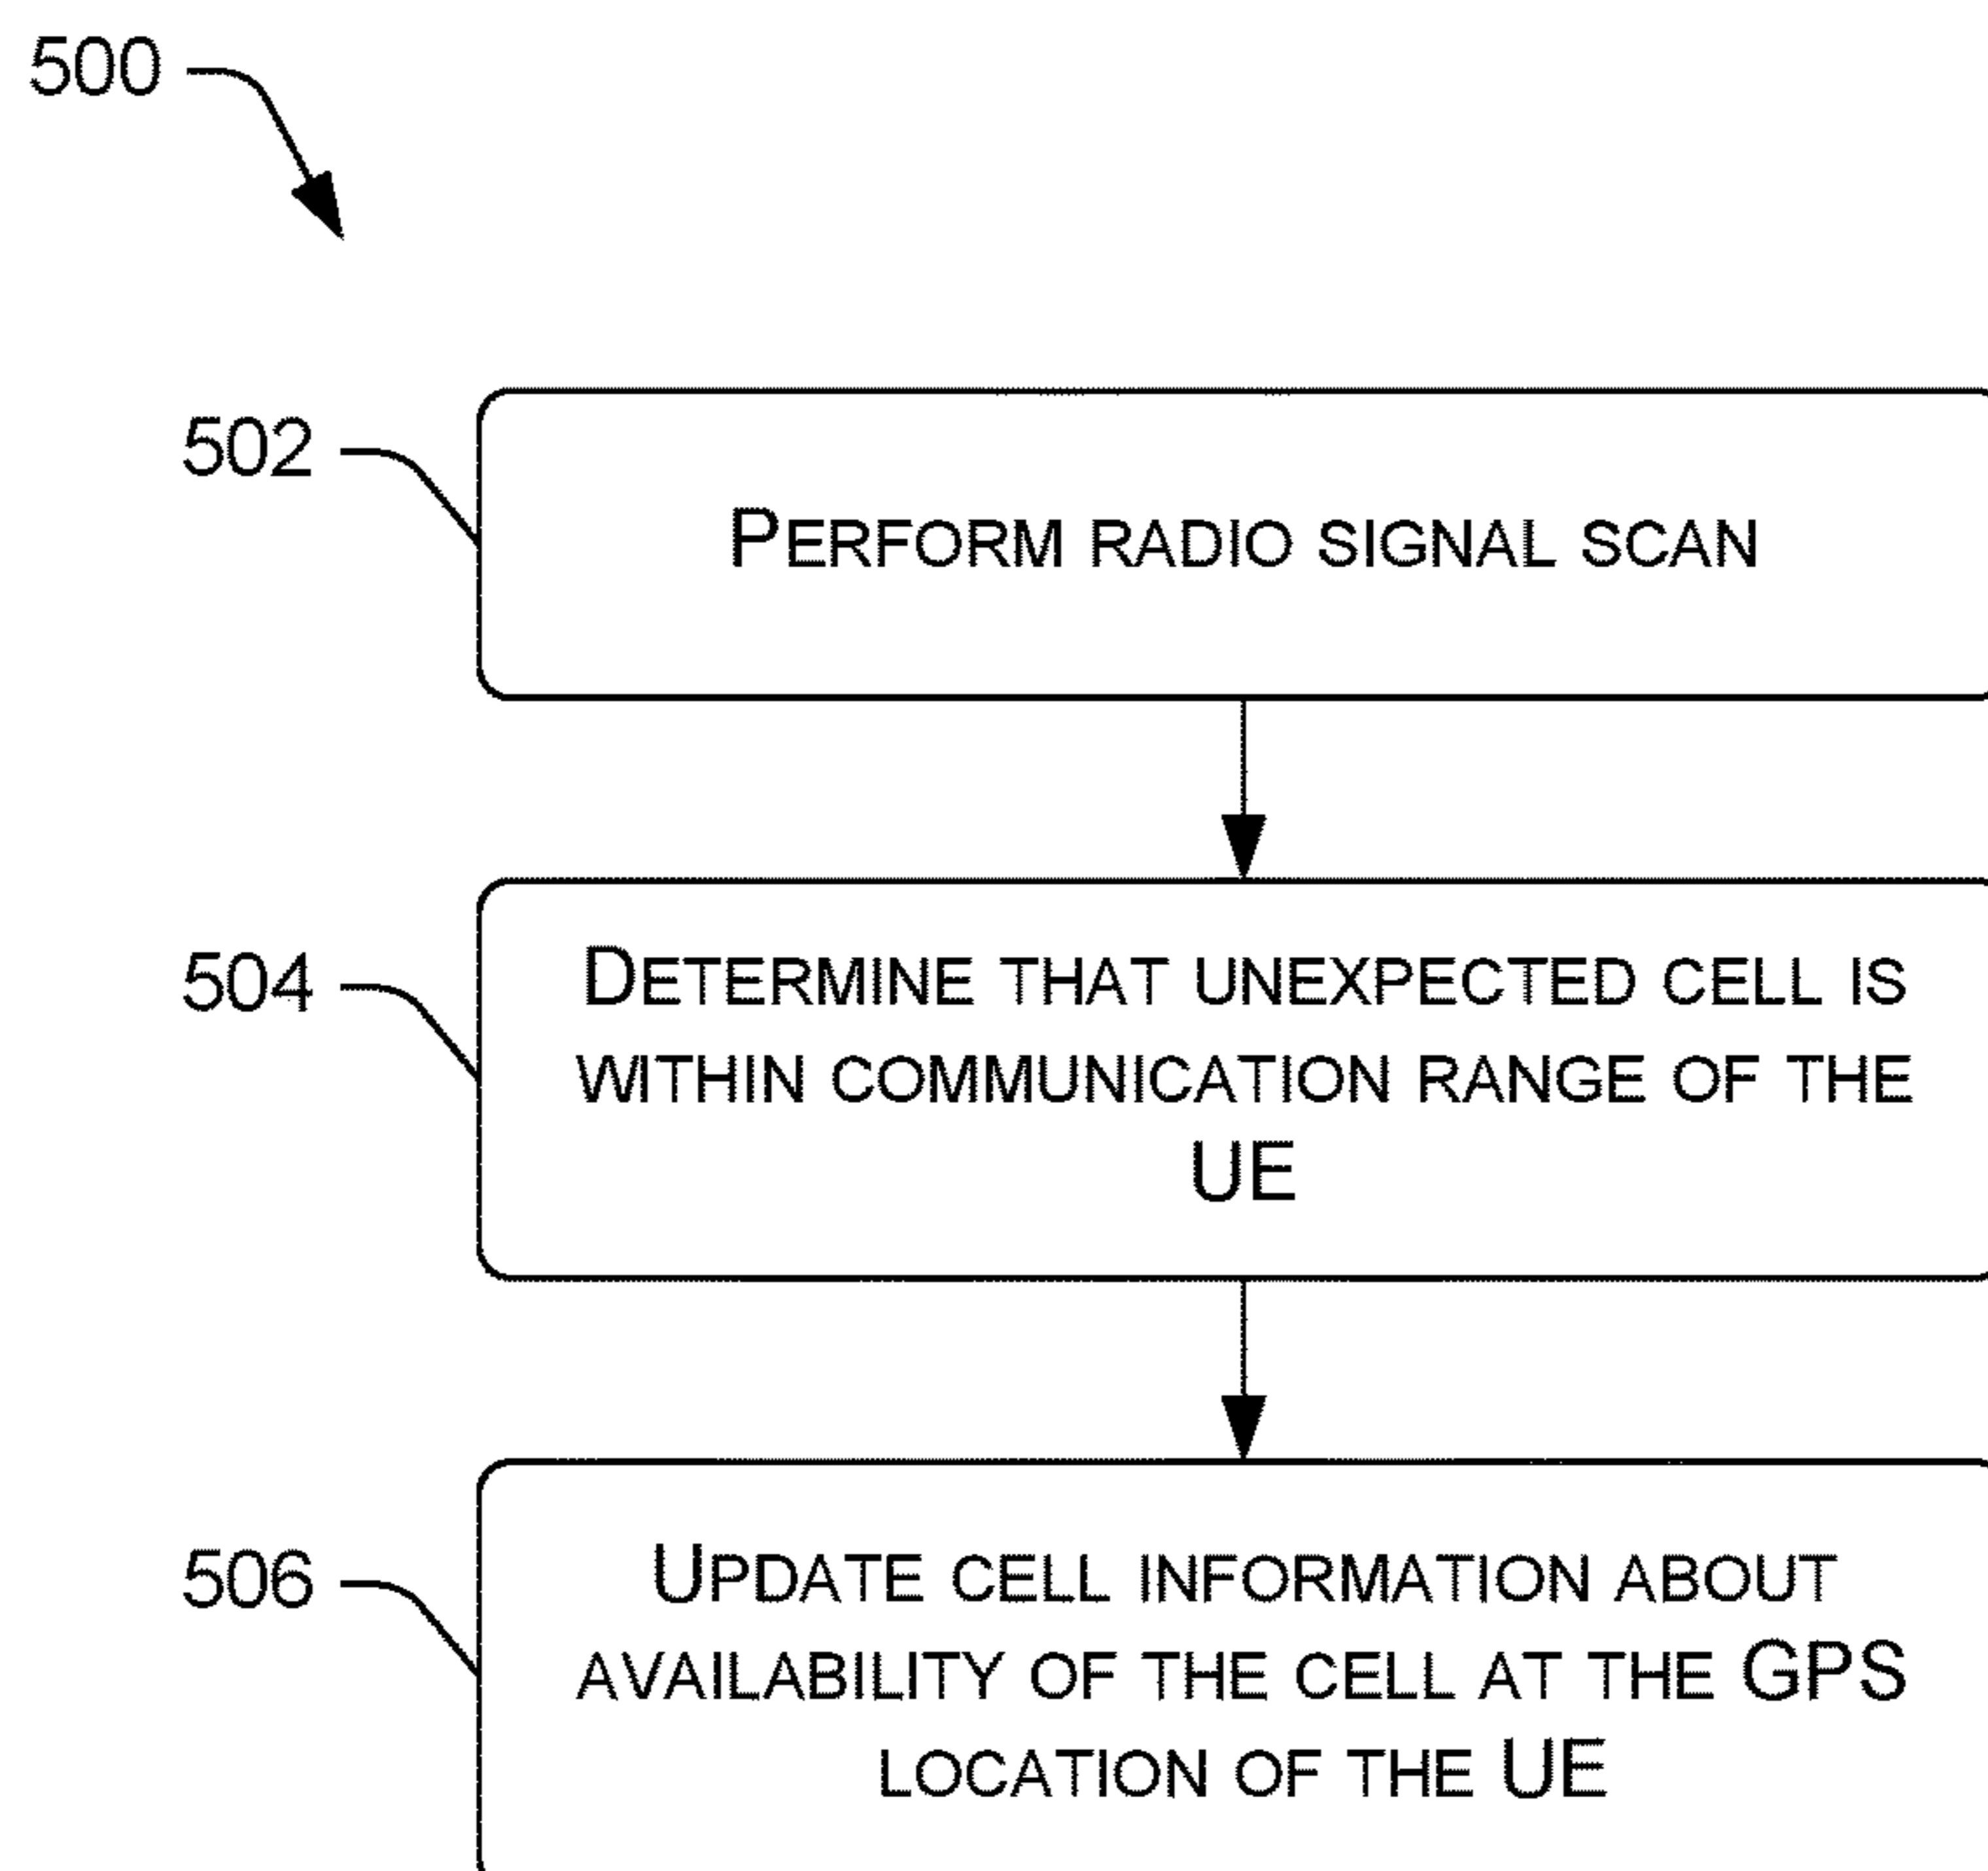 500
502
PERFORM RADIO SIGNAL SCAN
504
DETERMINE THAT UNEXPECTED CELL IS
WITHIN COMMUNICATION RANGE OF THE
UE
506
UPDATE CELL INFORMATION ABOUT
AVAILABILITY OF THE CELL AT THE GPS
LOCATION OF THE UE